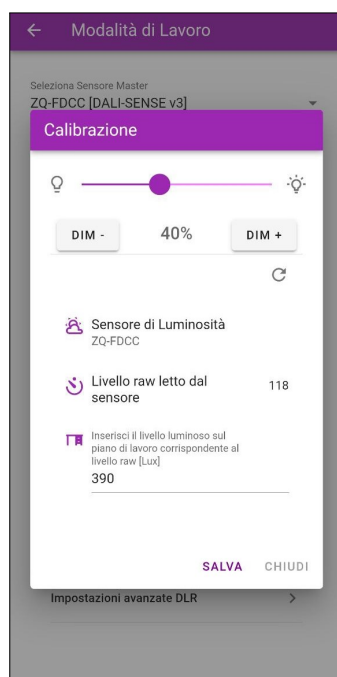 Modalità di Lavoro
Seleziona Sensore Master
ZQ-FDCC [DALI-SENSE v3]
Calibrazione
DIM -
40%
DIM +
Sensore di Luminosità
ZQ-FDCC
Livello raw letto dal
sensore
118
Inserisci il livello luminoso sul
piano di lavoro corrispondente al
livello raw [Lux]
390
SALVA
CHIUDI
Impostazioni avanzate DLR